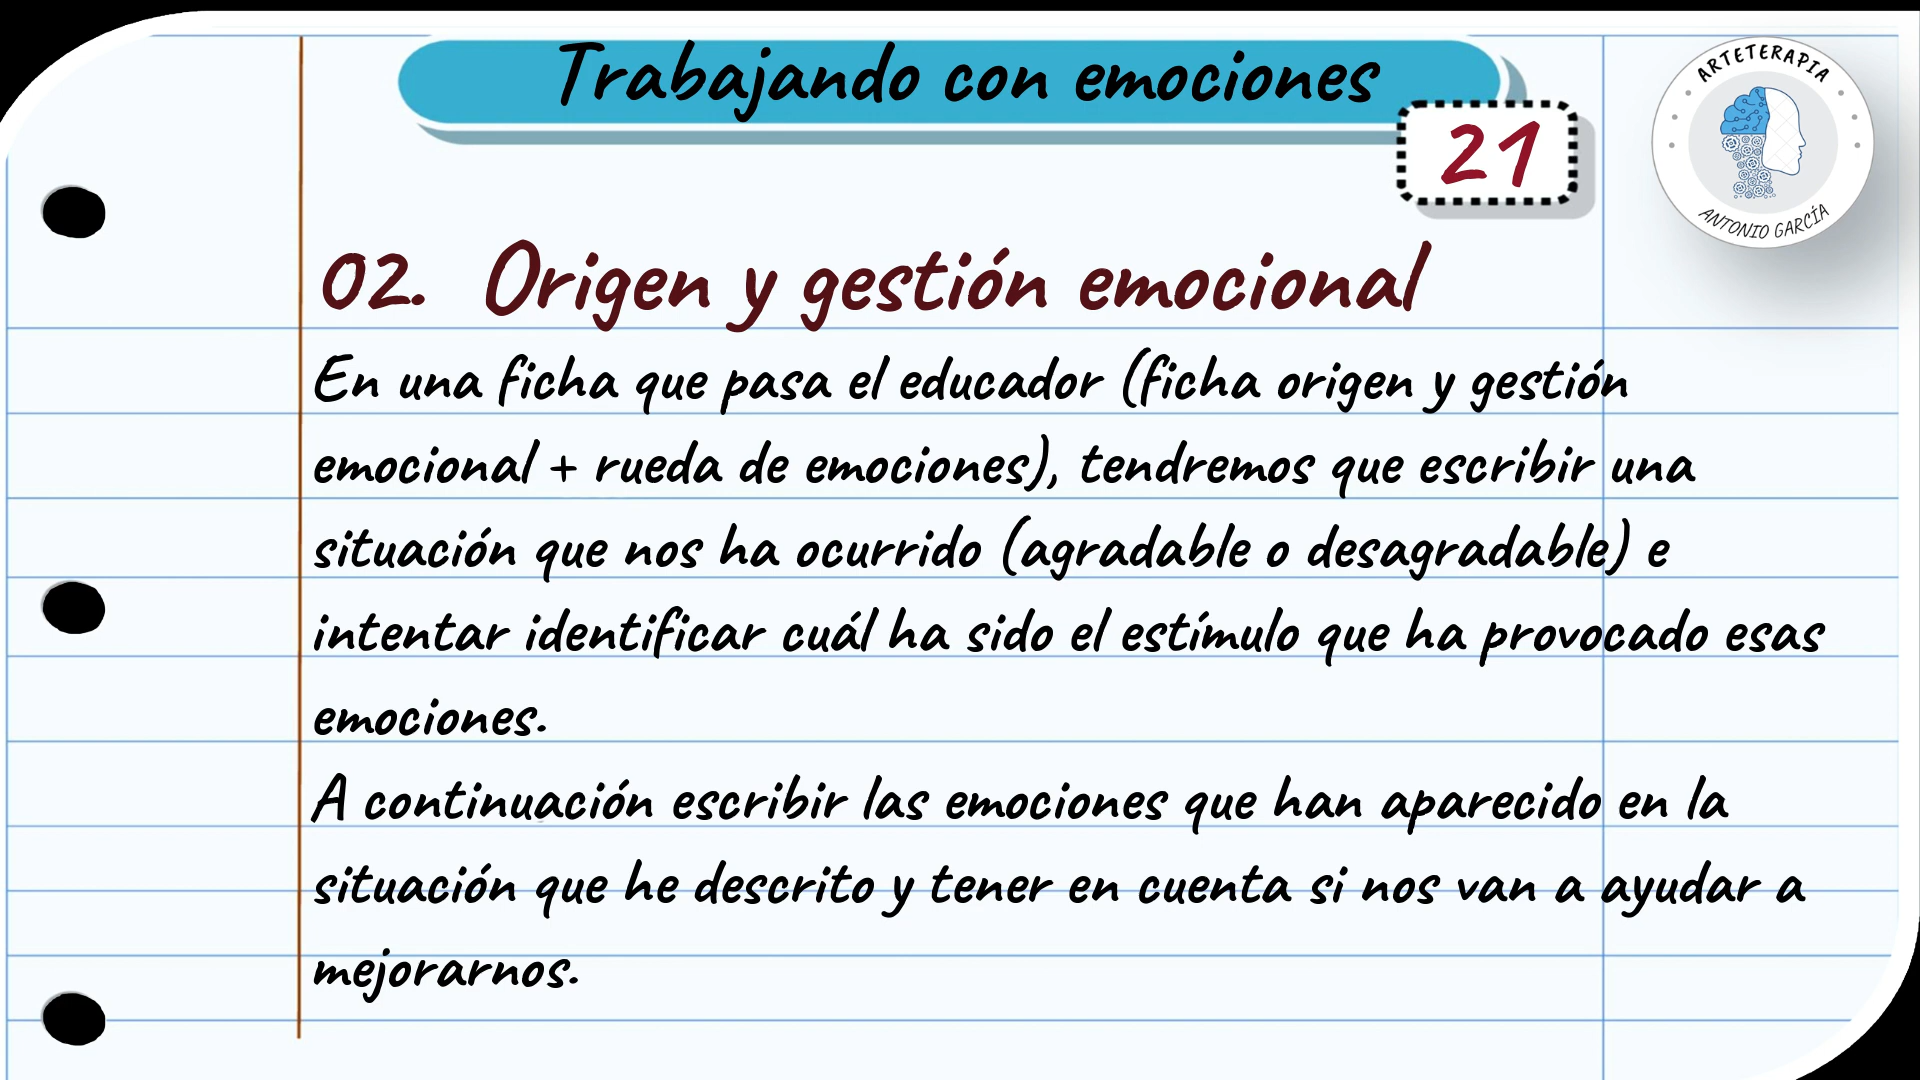 Trabajando con emociones
21
ARTETERAPIA
ANTONIO GARCÍA
02. Origen y gestión emocional
En una ficha que pasa el educador (ficha origen y gestión
emocional + rueda de emociones), tendremos que escribir una
situación que nos ha ocurrido (agradable o desagradable) e
intentar identificar cuál ha sido el estímulo que ha provocado esas
emociones.
A continuación escribir las emociones que han aparecido en la
situación que he descrito y tener en cuenta si nos van a ayudar a
mejorarnos.